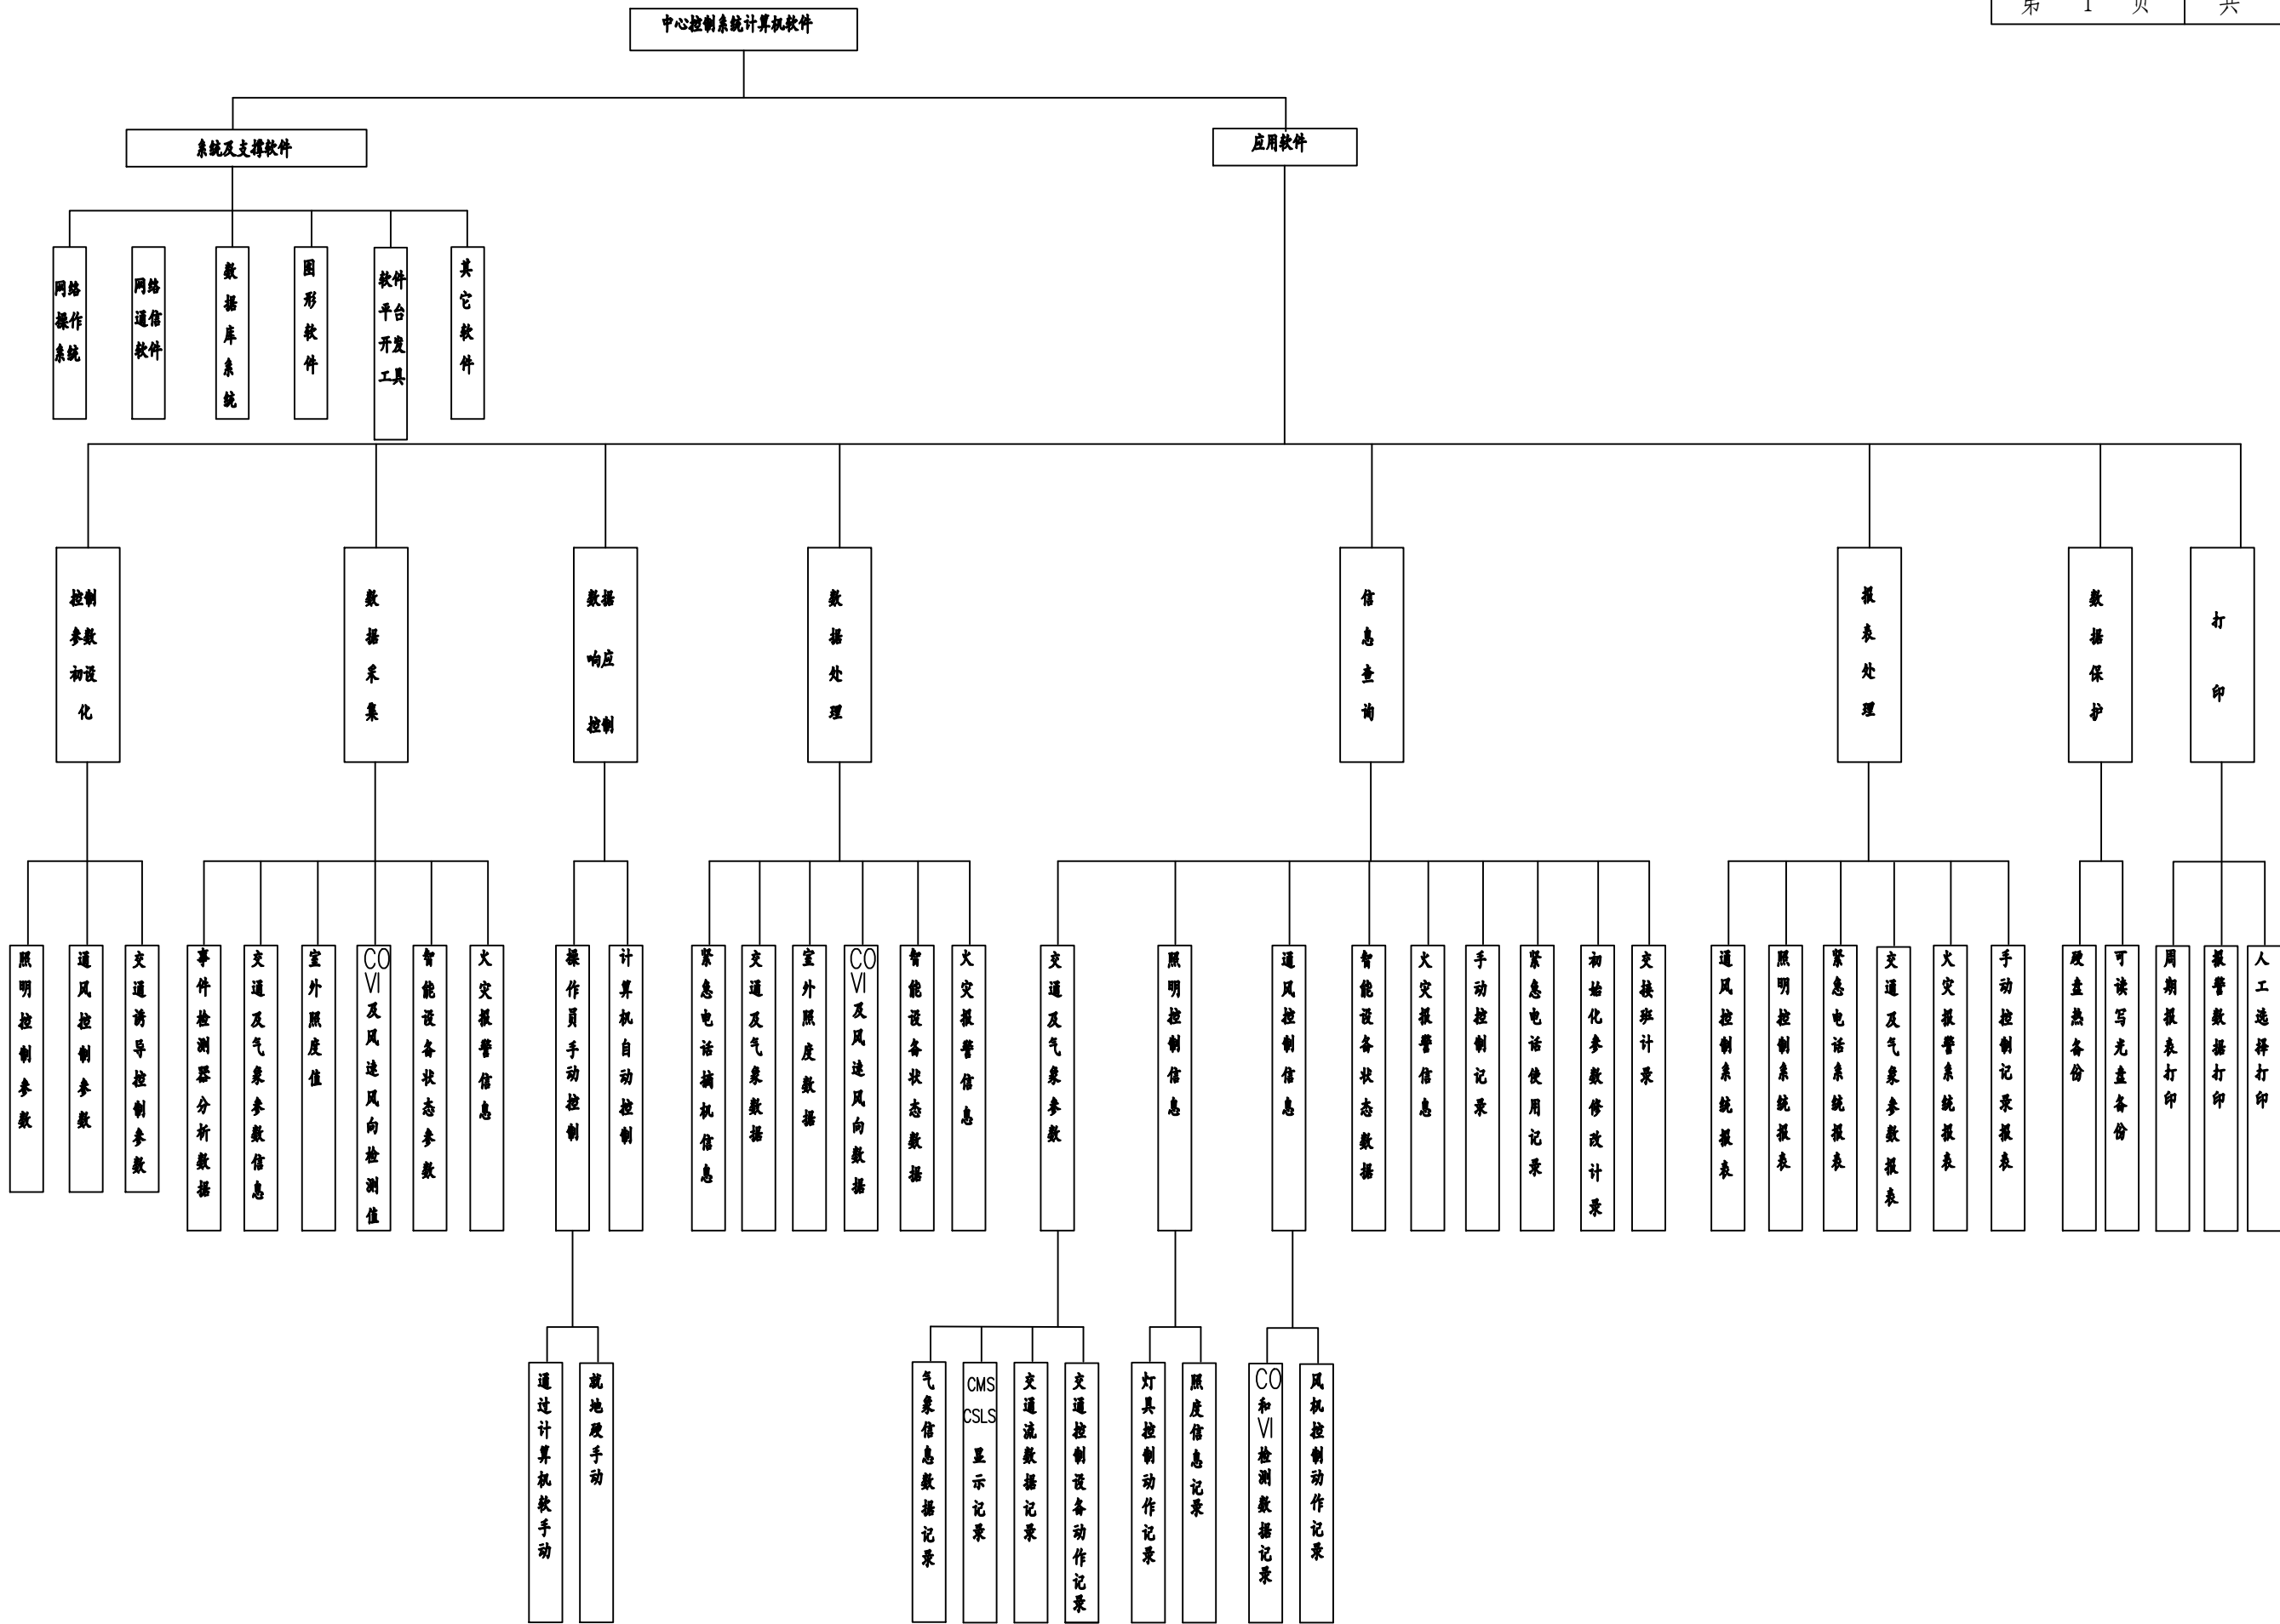 第 1 页 共
中心控制系统计算机软件
系统及支撑软件
应用软件
网络操作系统
网络通信软件
数据库系统
图形软件
软件平台开发工具
其它软件
控制参数初设化
数据采集
数据响应控制
数据处理
信息查询
报表处理
数据保护
打印
照明控制参数
通风控制参数
交通诱导控制参数
事件检测器分析数据
交通及气象参数信息
室外照度值
CO VI及风速风向检测值
智能设备状态参数
火灾报警信息
操作员手动控制
计算机自动控制
紧急电话摘机信息
交通及气象数据
室外照度数据
CO VI及风速风向数据
智能设备状态数据
火灾报警信息
交通及气象参数
照明控制信息
通风控制信息
智能设备状态数据
火灾报警信息
手动控制记录
紧急电话使用记录
初始化参数修改计录
交接班计录
通风控制系统报表
照明控制系统报表
紧急电话系统报表
交通及气象参数报表
火灾报警系统报表
手动控制记录报表
硬盘热备份
可读写光盘备份
周期报表打印
报警数据打印
人工选择打印
通过计算机软手动
就地硬手动
气象信息数据记录
CMS CSLS显示记录
交通流数据记录
交通控制设备动作记录
灯具控制动作记录
照度信息记录
CO和VI检测数据记录
风机控制动作记录